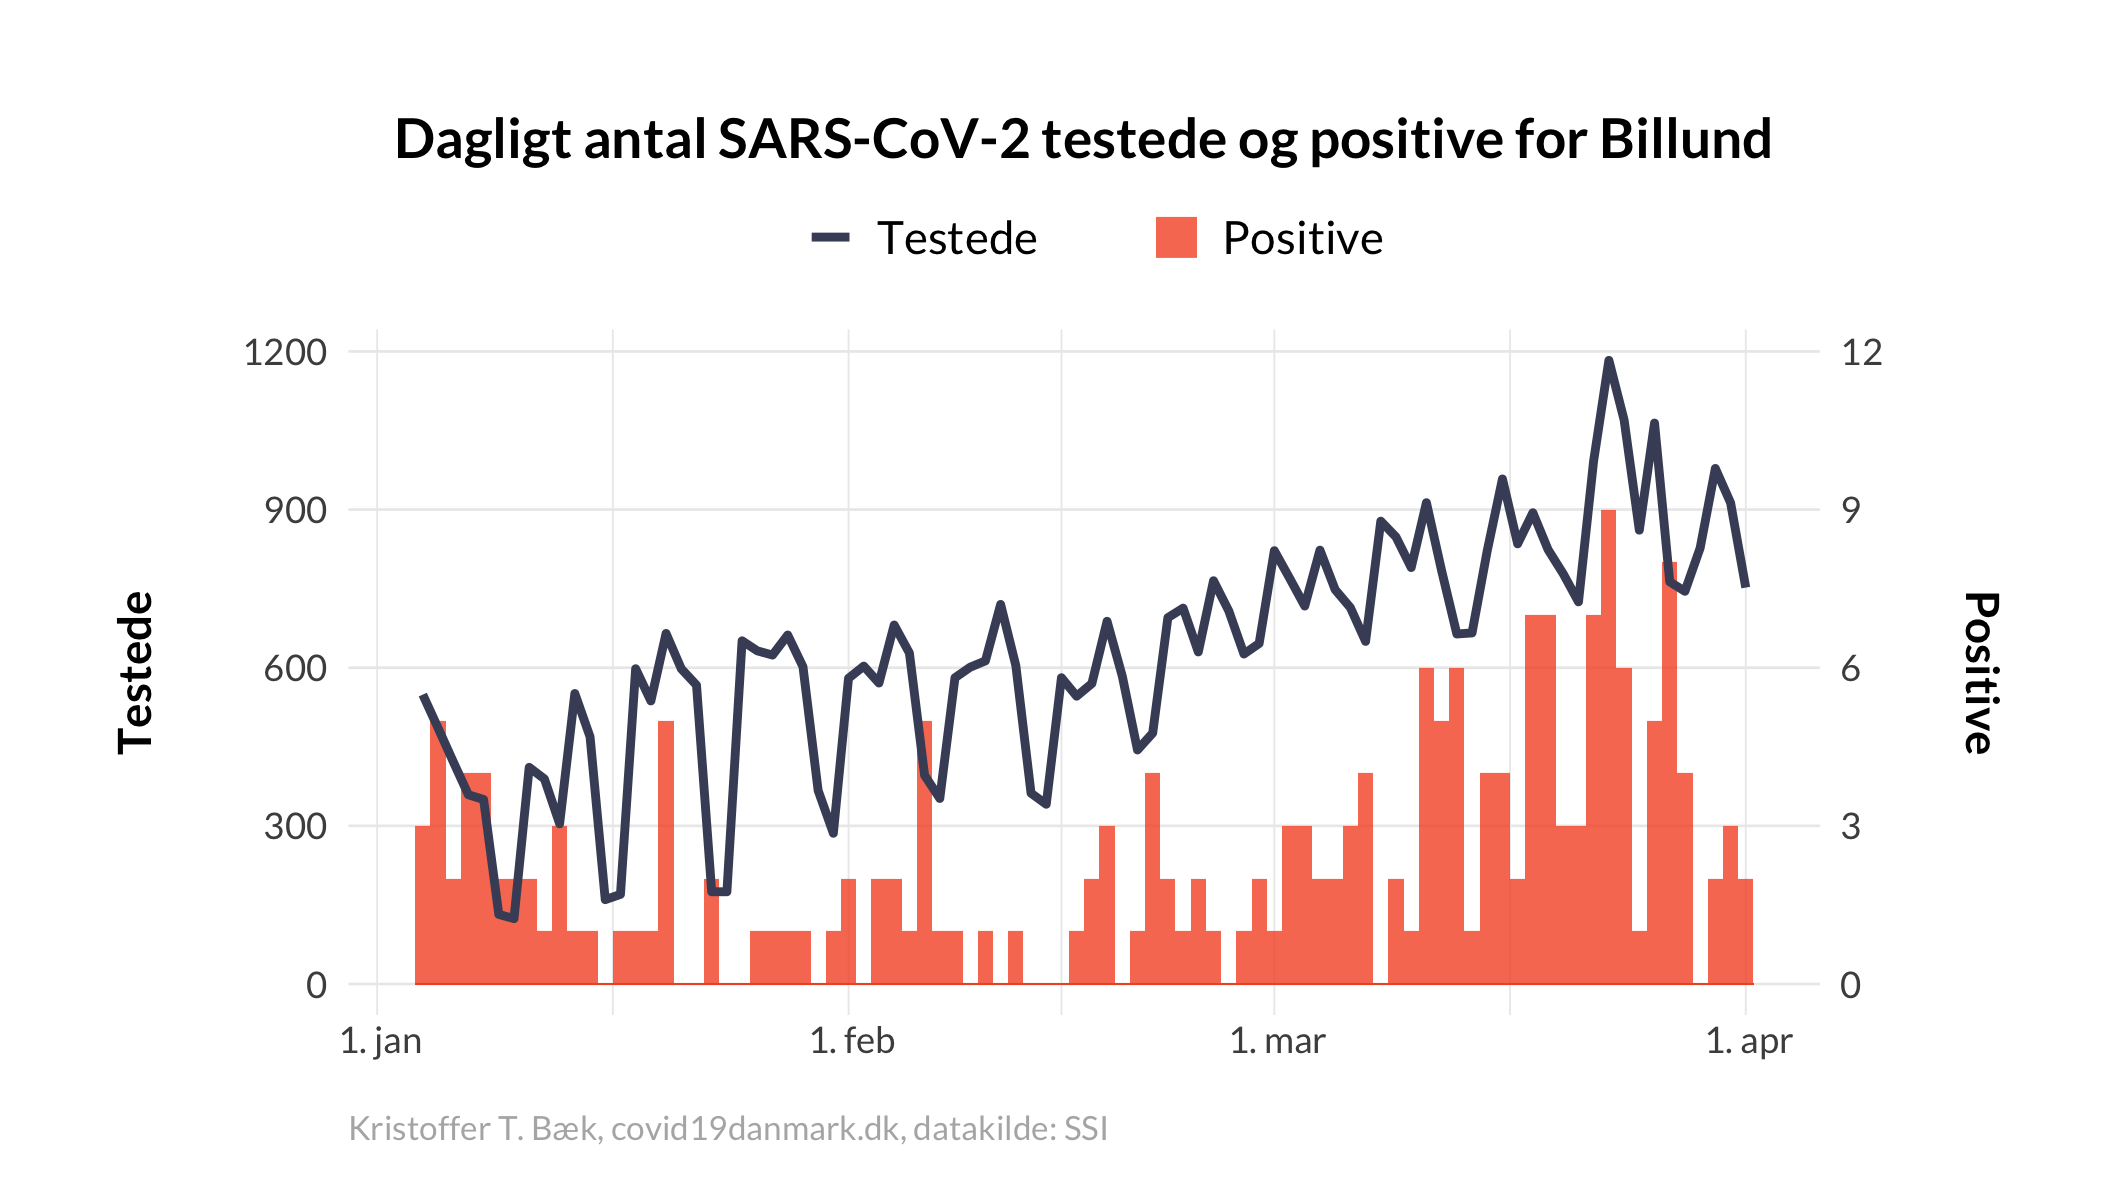 Dagligt antal SARS-CoV-2 testede og positive for Billund
Testede Positive
1200 12
900 9
600 6
300 3
0 0
Testede
Positive
1. jan 1. feb 1. mar 1. apr
Kristoffer T. Bæk, covid19danmark.dk, datakilde: SSI